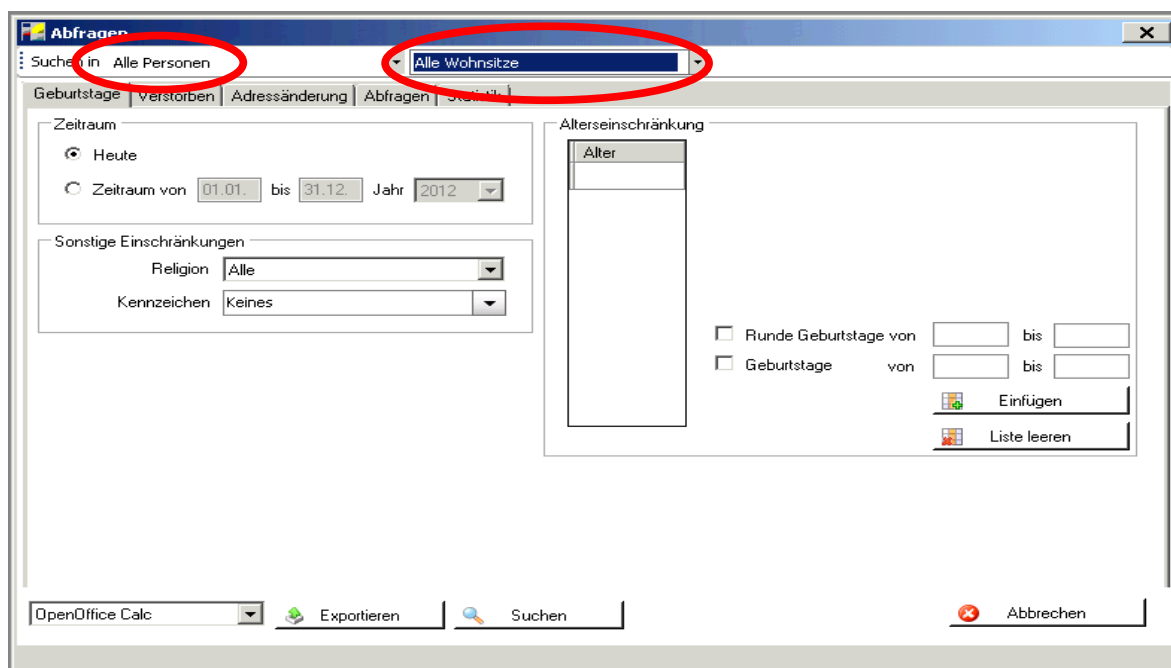 Abfragen
Suchen in Alle Personen Alle Wohnsitze
Geburtstage Verstorben Adressänderung Abfragen Statistik
Zeitraum
Heute
Zeitraum von 01.01. bis 31.12. Jahr 2012
Sonstige Einschränkungen
Religion Alle
Kennzeichen Keines
Alterseinschränkung
Alter
Runde Geburtstage von bis
Geburtstage von bis
Einfügen
Liste leeren
OpenOffice Calc Exportieren Suchen Abbrechen